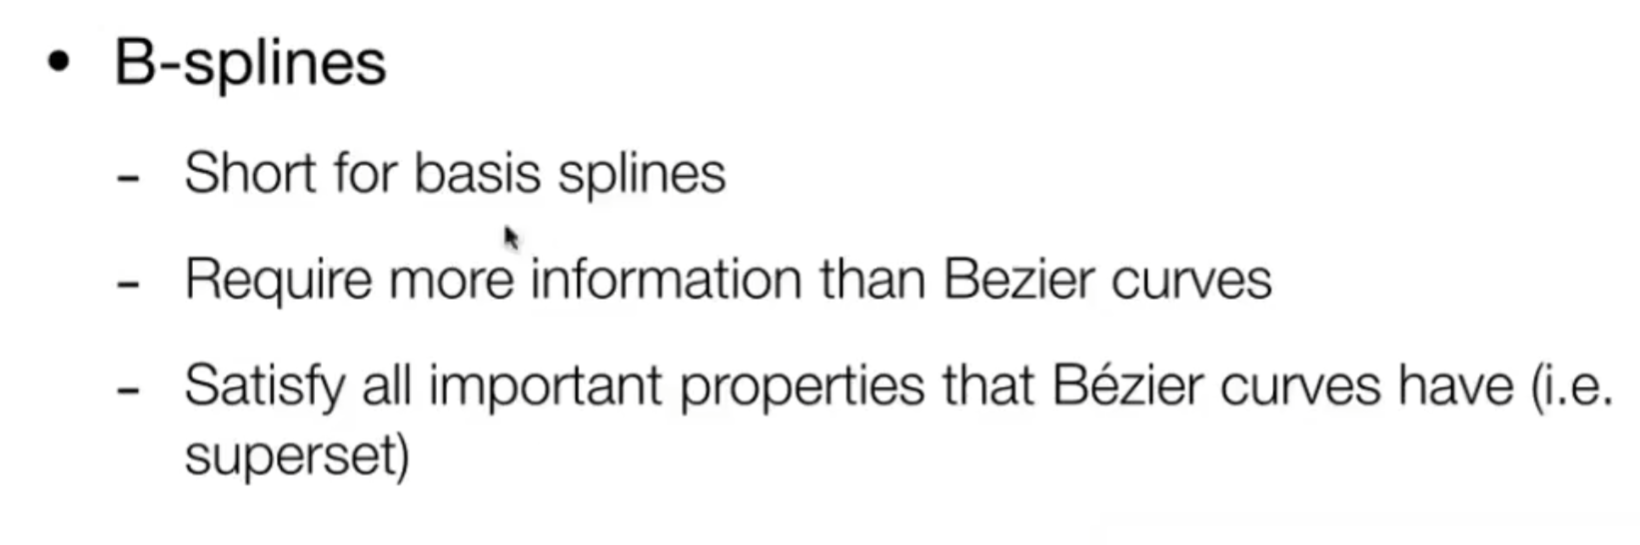 • B-splines
- Short for basis splines
- Require more information than Bezier curves
- Satisfy all important properties that Bézier curves have (i.e.
superset)